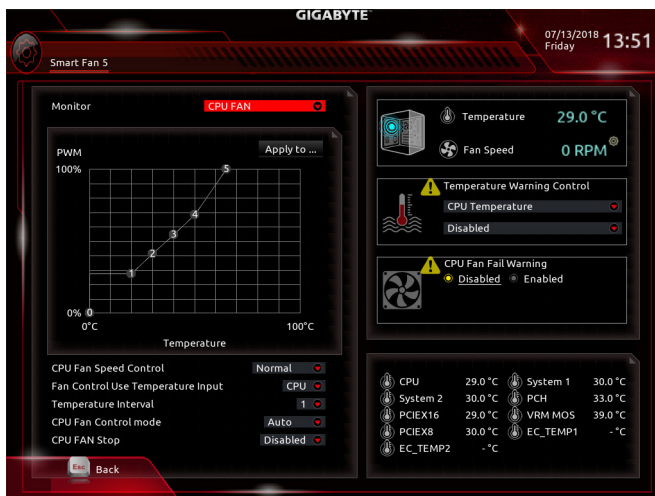 GIGABYTE™
07/13/2018
Friday
13:51
Smart Fan 5
Monitor
CPU FAN
PWM
Apply to ...
100%
5
4
3
2
1
0%
0
0°C
100°C
Temperature
CPU Fan Speed Control
Normal
Fan Control Use Temperature Input
CPU
Temperature Interval
1
CPU Fan Control mode
Auto
CPU FAN Stop
Disabled
Esc
Back
Temperature
29.0 °C
Fan Speed
0 RPM
Temperature Warning Control
CPU Temperature
Disabled
CPU Fan Fail Warning
Disabled
Enabled
CPU 29.0 °C System 1 30.0 °C
System 2 30.0 °C PCH 33.0 °C
PCIEX16 29.0 °C VRM MOS 39.0 °C
PCIEX8 30.0 °C EC_TEMP1 - °C
EC_TEMP2 - °C